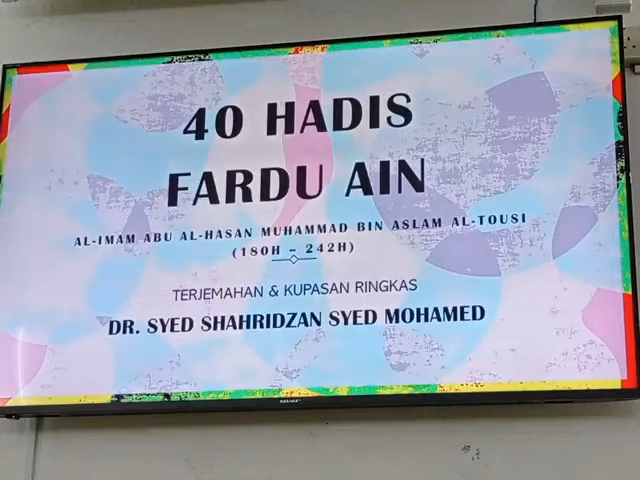 40 HADIS
FARDU AIN
AL-IMAM ABU AL-HASAN MUHAMMAD BIN ASLAM AL-TOUSI
(180H – 242H)
TERJEMAHAN & KUPASAN RINGKAS
DR. SYED SHAHRIDZAN SYED MOHAMED